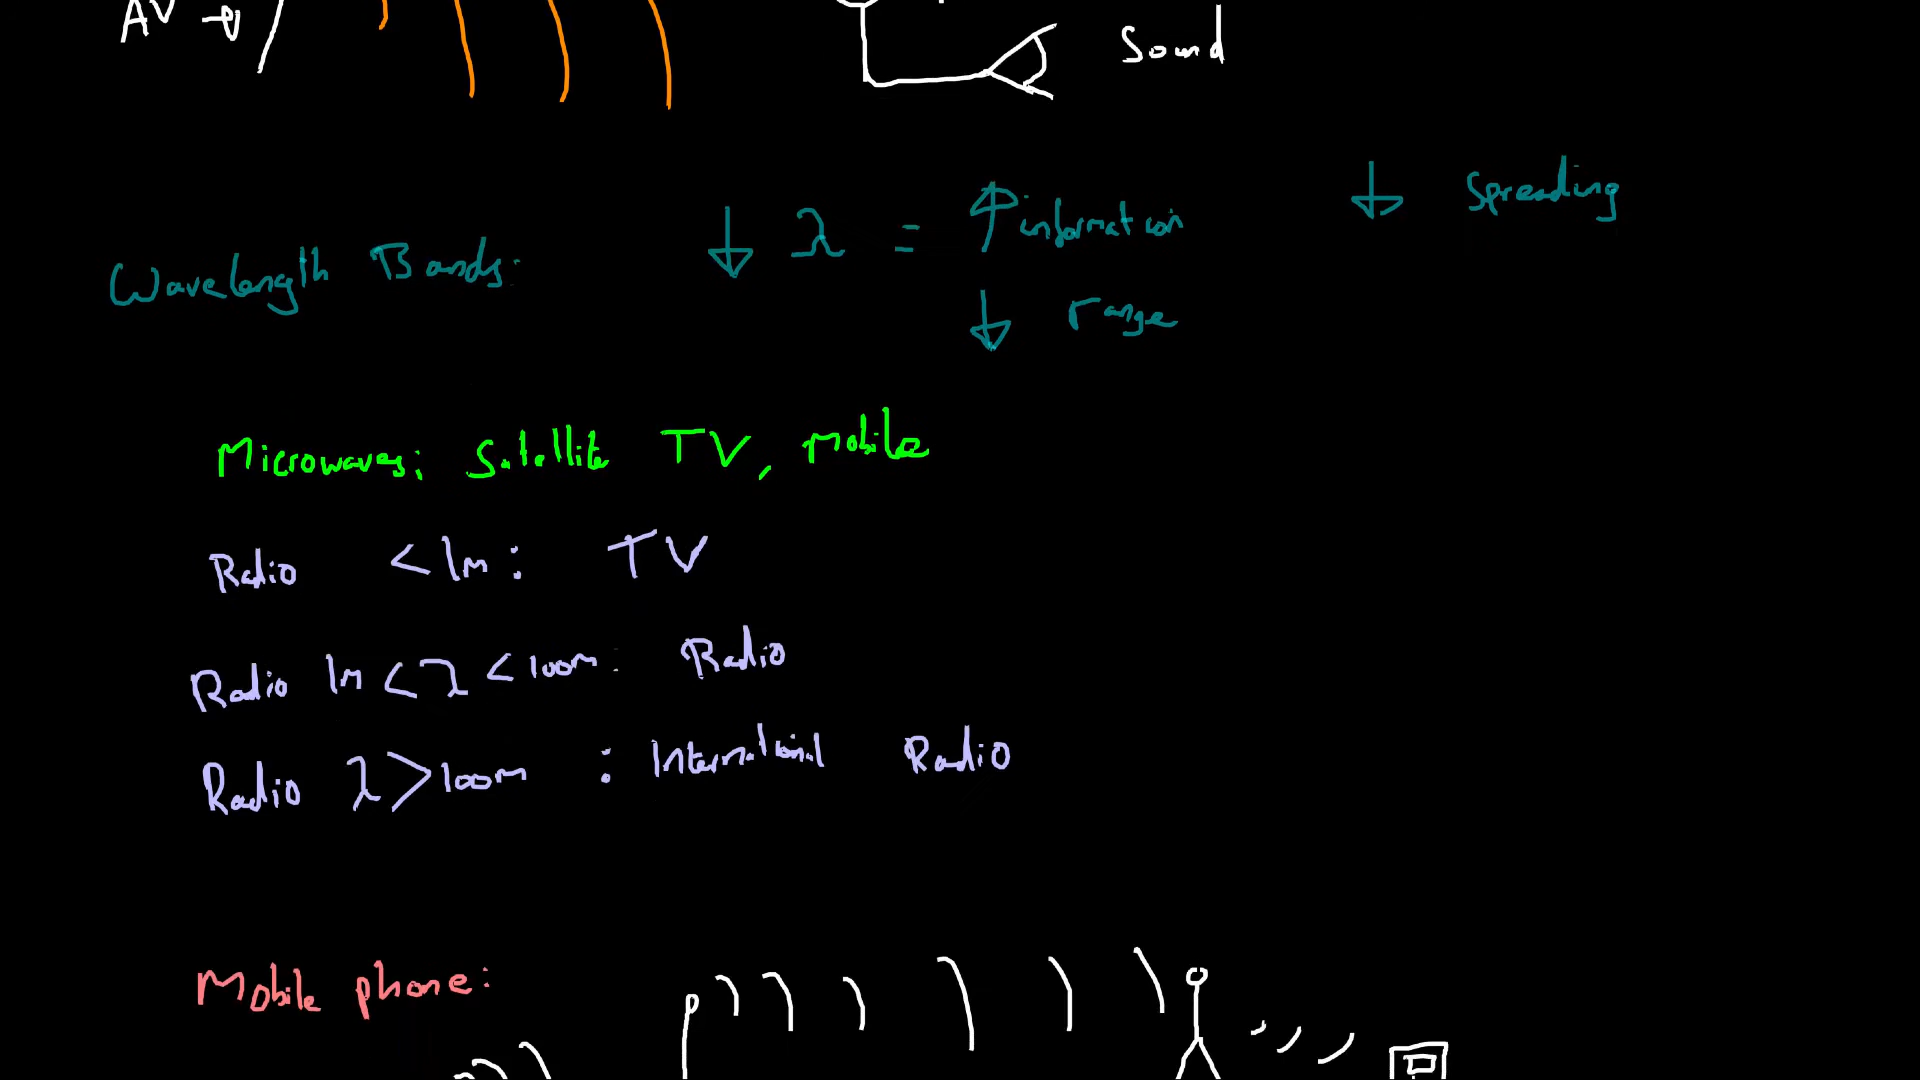 AV → Sound
Wavelength Bands: ↓ λ = ↑ information ↓ Spreading
↓ range
Microwaves: Satellite TV, Mobile
Radio < 1m : TV
Radio 1m < λ < 100m : Radio
Radio λ > 100m : International Radio
Mobile phone: